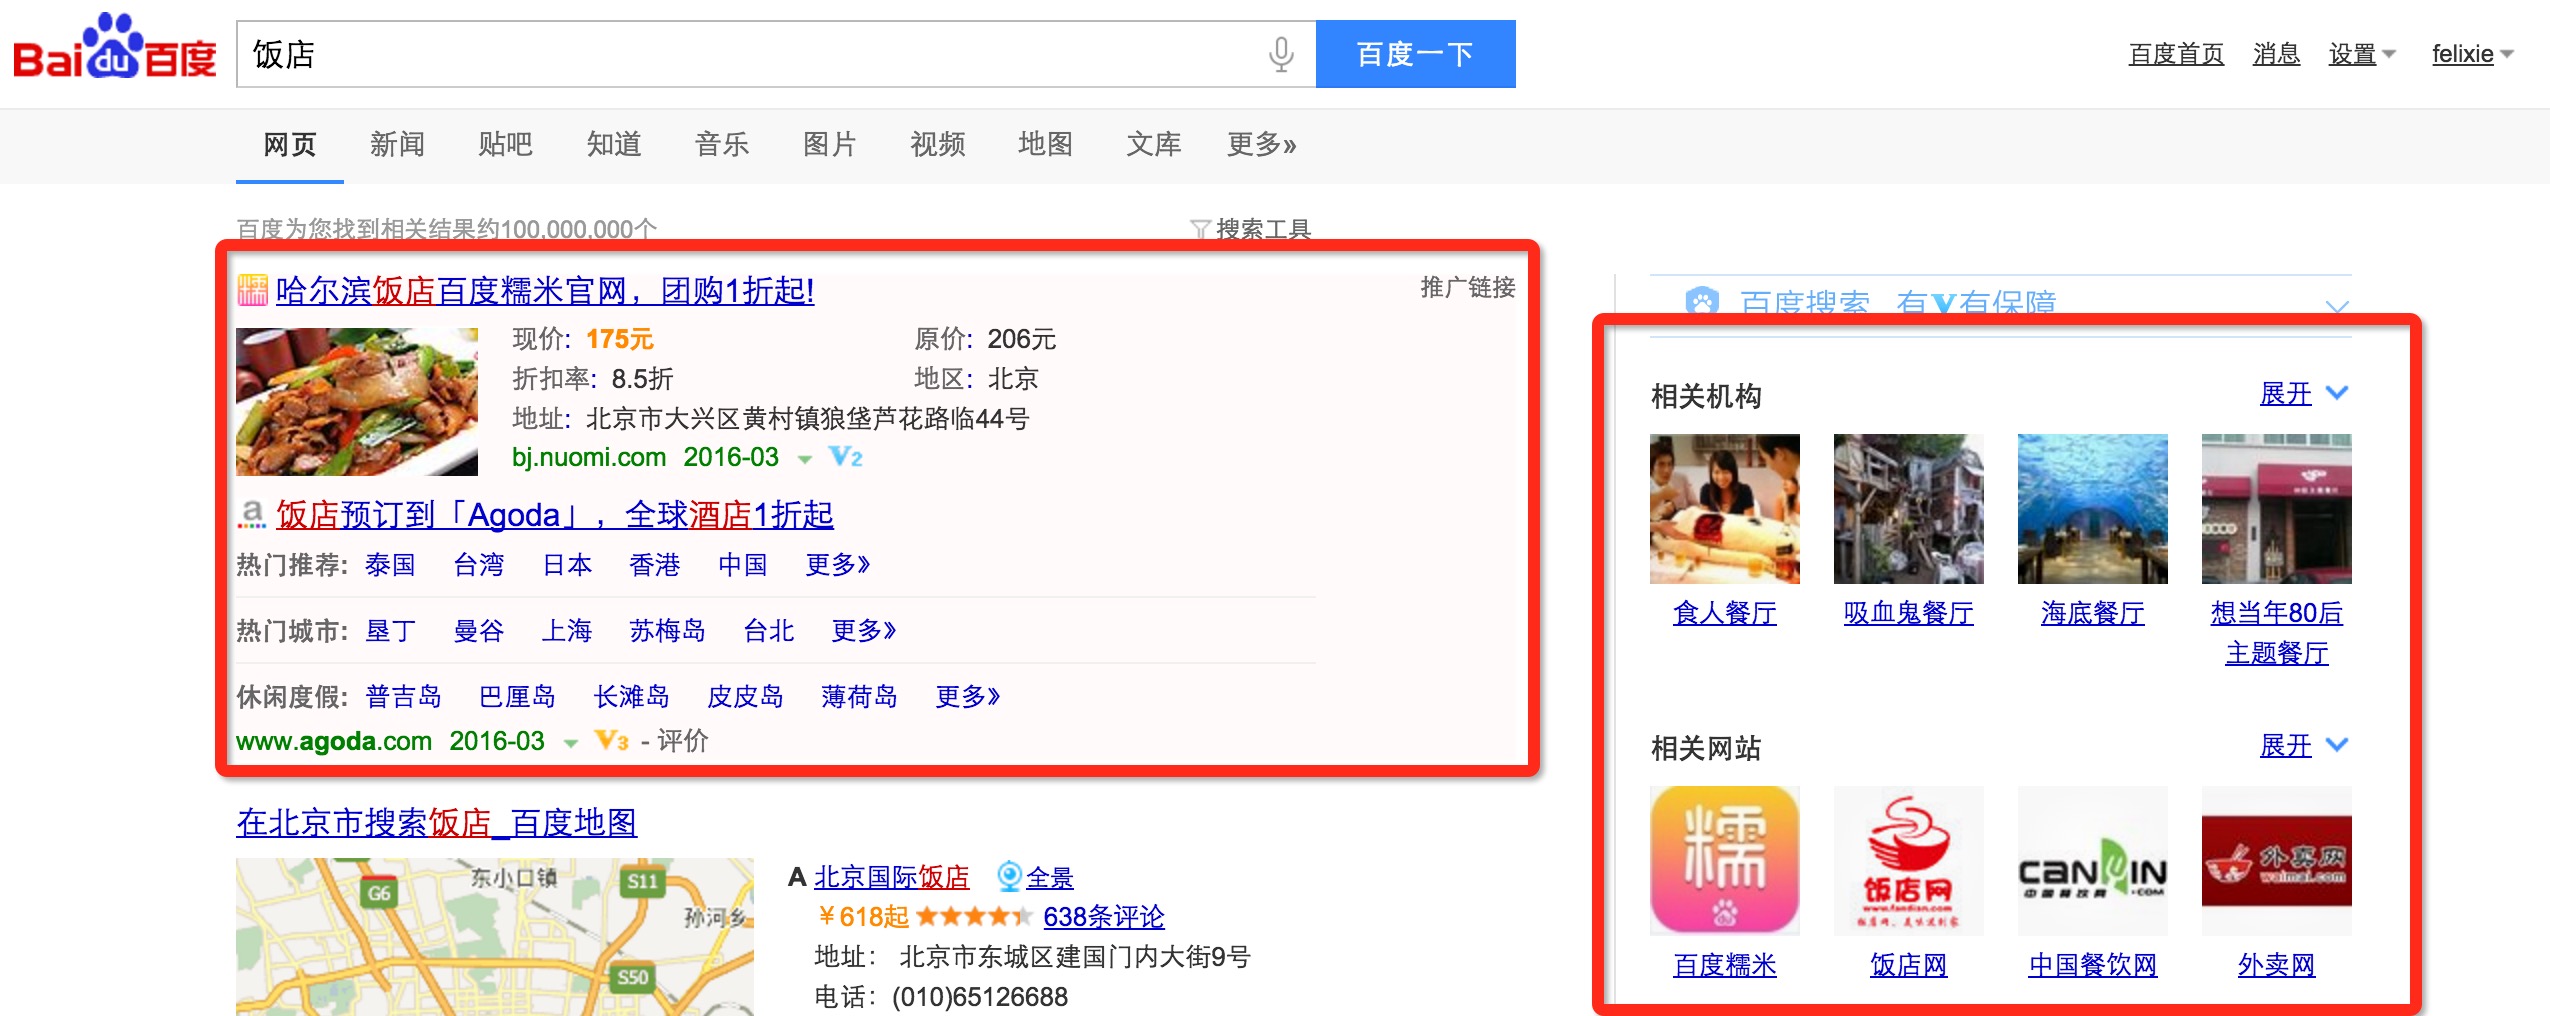 Baidu百度
饭店
百度一下
百度首页 消息 设置 felixie
网页 新闻 贴吧 知道 音乐 图片 视频 地图 文库 更多»
百度为您找到相关结果约100,000,000个 搜索工具
糯 哈尔滨饭店百度糯米官网，团购1折起! 推广链接
现价: 175元 原价: 206元
折扣率: 8.5折 地区: 北京
地址: 北京市大兴区黄村镇狼垡芦花路临44号
bj.nuomi.com 2016-03 V2
a 饭店预订到「Agoda」，全球酒店1折起
热门推荐: 泰国 台湾 日本 香港 中国 更多»
热门城市: 垦丁 曼谷 上海 苏梅岛 台北 更多»
休闲度假: 普吉岛 巴厘岛 长滩岛 皮皮岛 薄荷岛 更多»
www.agoda.com 2016-03 V3 - 评价
在北京市搜索饭店_百度地图
G6 东小口镇 S11
孙河乡
S50
A 北京国际饭店 全景
¥618起 638条评论
地址： 北京市东城区建国门内大街9号
电话： (010)65126688
百度搜索 有V有保障
相关机构 展开
食人餐厅 吸血鬼餐厅 海底餐厅 想当年80后
主题餐厅
相关网站 展开
糯
饭店网
www.fandian.com
CANYIN
.COM
中国餐饮网
外卖网
waimai.com
百度糯米 饭店网 中国餐饮网 外卖网